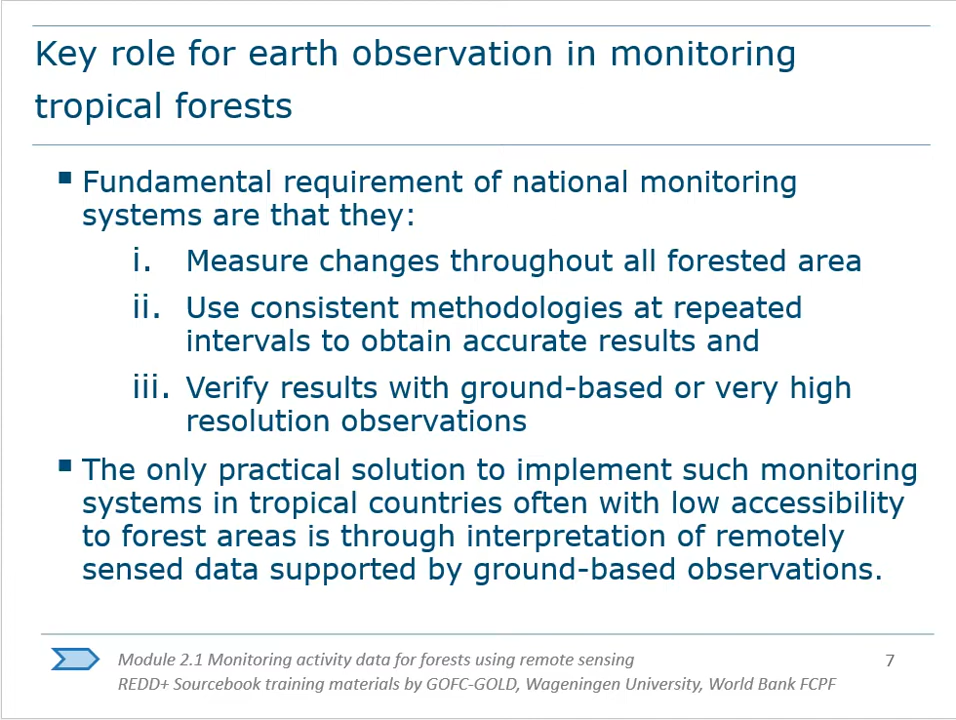 Key role for earth observation in monitoring
tropical forests
▪ Fundamental requirement of national monitoring
systems are that they:
i. Measure changes throughout all forested area
ii. Use consistent methodologies at repeated
intervals to obtain accurate results and
iii. Verify results with ground-based or very high
resolution observations
▪ The only practical solution to implement such monitoring
systems in tropical countries often with low accessibility
to forest areas is through interpretation of remotely
sensed data supported by ground-based observations.
Module 2.1 Monitoring activity data for forests using remote sensing 7
REDD+ Sourcebook training materials by GOFC-GOLD, Wageningen University, World Bank FCPF